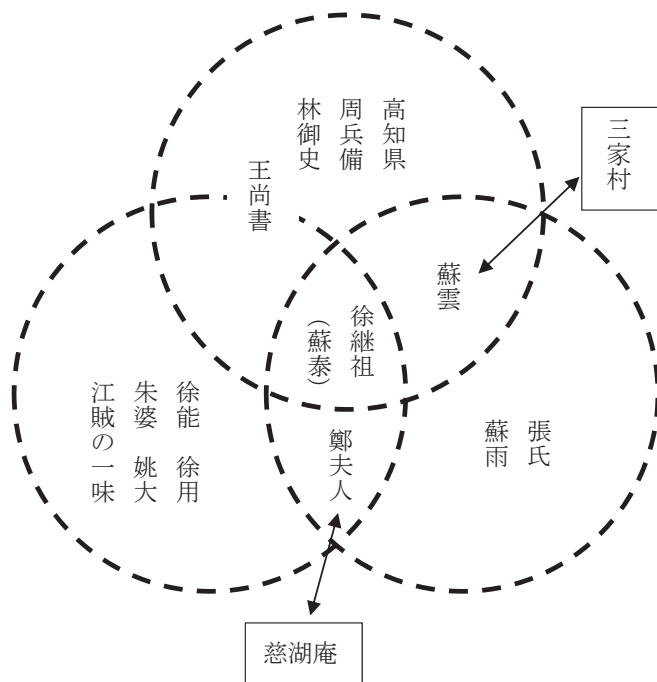 高知県
周兵備
林御史
王尚書
三家村
蘇雲
徐継祖
(蘇泰)
徐能 徐用
朱婆 姚大
江賊の一味
鄭夫人
張氏
蘇雨
慈湖庵